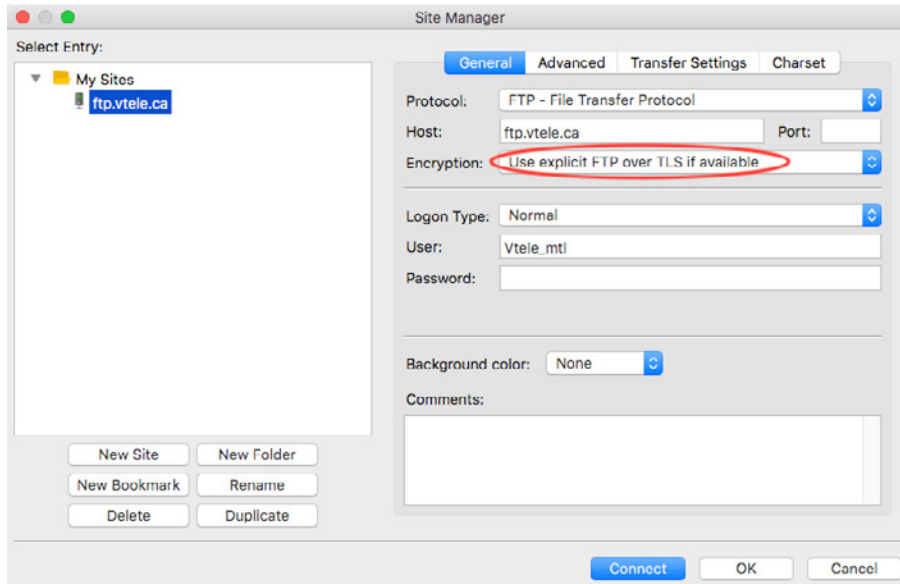 Site Manager
Select Entry:
My Sites
ftp.vtele.ca
New Site
New Folder
New Bookmark
Rename
Delete
Duplicate
General
Advanced
Transfer Settings
Charset
Protocol:
FTP - File Transfer Protocol
Host:
ftp.vtele.ca
Port:
Encryption:
Use explicit FTP over TLS if available
Logon Type:
Normal
User:
Vtele_mtl
Password:
Background color:
None
Comments:
Connect
OK
Cancel